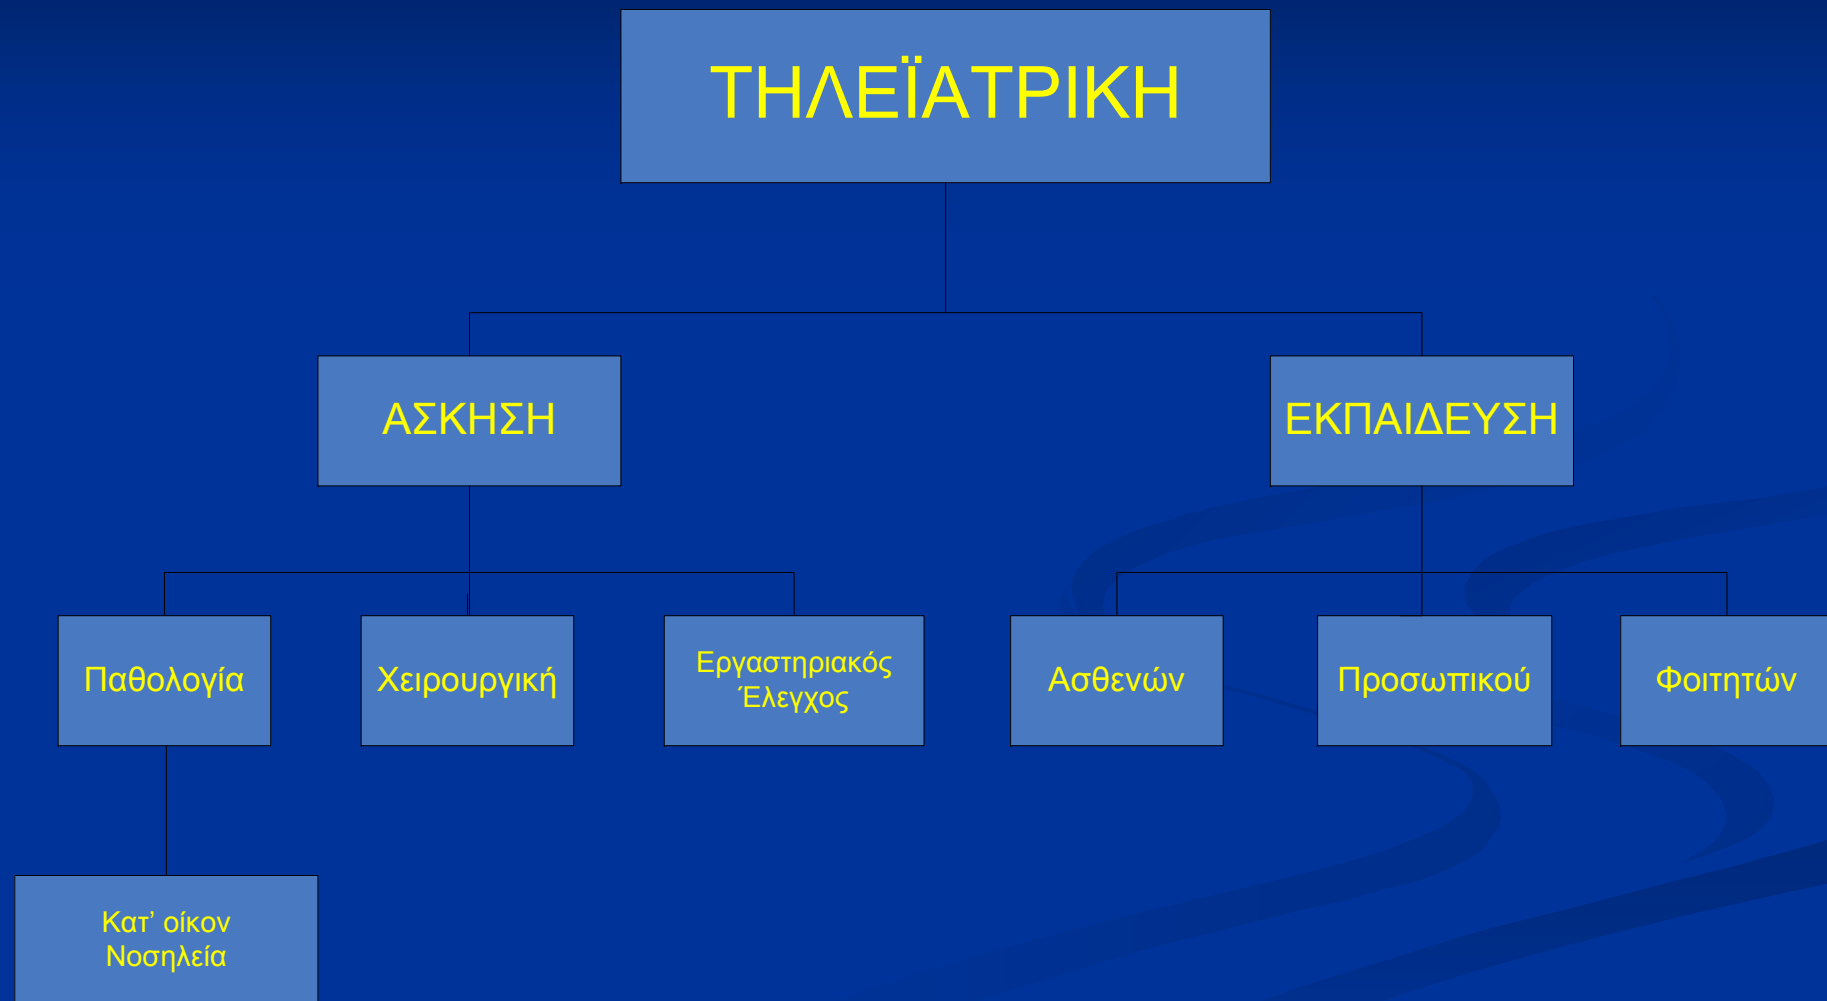 ΤΗΛΕΪΑΤΡΙΚΗ
ΑΣΚΗΣΗ
ΕΚΠΑΙΔΕΥΣΗ
Παθολογία
Χειρουργική
Εργαστηριακός
Έλεγχος
Ασθενών
Προσωπικού
Φοιτητών
Κατ’ οίκον
Νοσηλεία